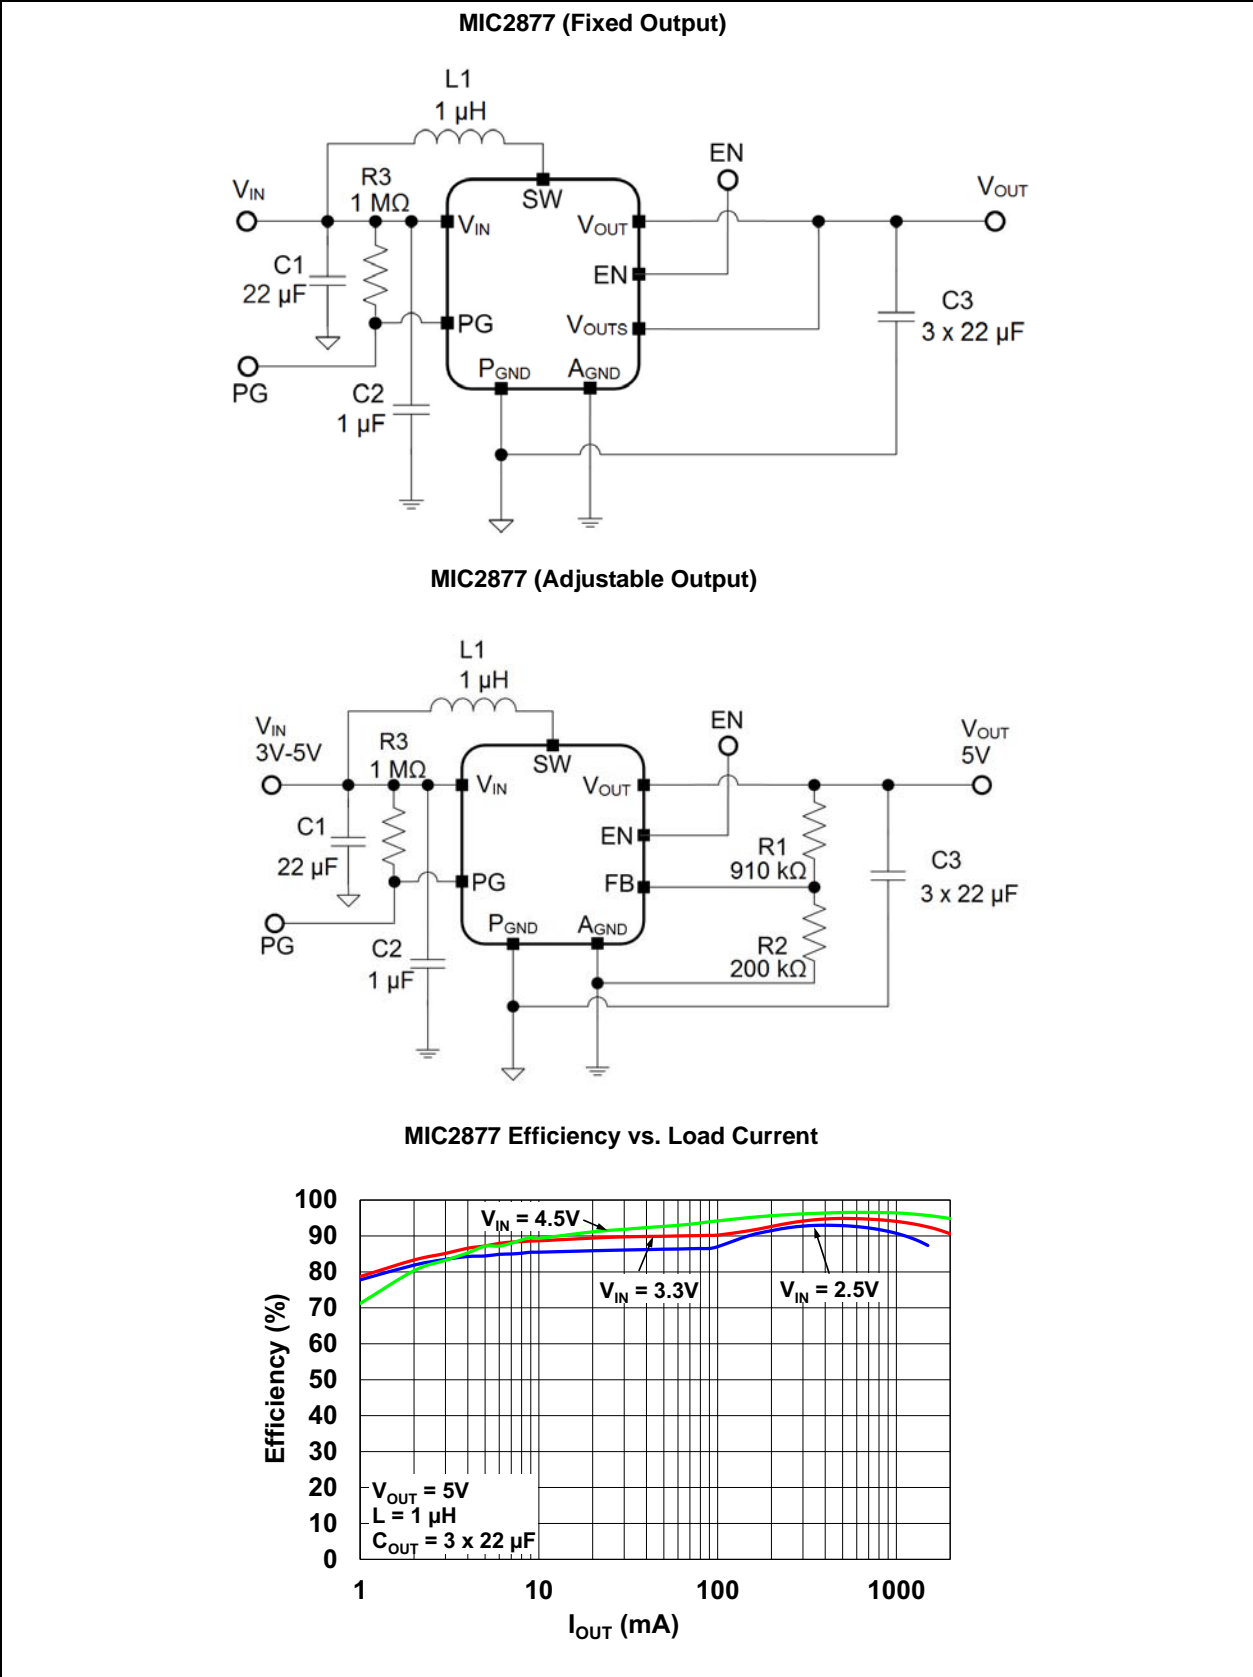 MIC2877 (Fixed Output)
L1
1 µH
EN
R3
1 MΩ
VIN
VOUT
SW
VIN
VOUT
C1
22 µF
EN
C3
3 x 22 µF
PG
VOUTS
PG
PGND
AGND
C2
1 µF
MIC2877 (Adjustable Output)
L1
1 µH
VIN
3V-5V
EN
VOUT
5V
R3
1 MΩ
SW
VIN
VOUT
C1
22 µF
EN
R1
910 kΩ
C3
3 x 22 µF
PG
FB
PG
PGND
AGND
C2
1 µF
R2
200 kΩ
MIC2877 Efficiency vs. Load Current
100
90
80
70
60
50
40
30
20
10
0
Efficiency (%)
VIN = 4.5V
VIN = 3.3V
VIN = 2.5V
VOUT = 5V
L = 1 µH
COUT = 3 x 22 µF
1
10
100
1000
IOUT (mA)